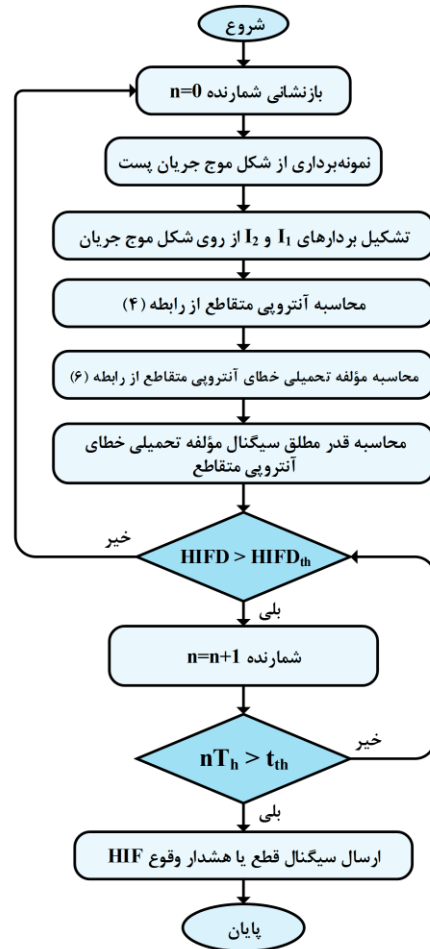 شروع
بازنشانی شمارنده n=0
نمونه‌برداری از شکل موج جریان پست
تشکیل بردارهای I₁ و I₂ از روی شکل موج جریان
محاسبه آنتروپی متقاطع از رابطه (۴)
محاسبه مؤلفه تحمیلی خطای آنتروپی متقاطع از رابطه (۶)
محاسبه قدر مطلق سیگنال مؤلفه تحمیلی خطای
آنتروپی متقاطع
HIFD > HIFDth
خیر
بلی
شمارنده n=n+1
nTh > tth
خیر
بلی
ارسال سیگنال قطع یا هشدار وقوع HIF
پایان